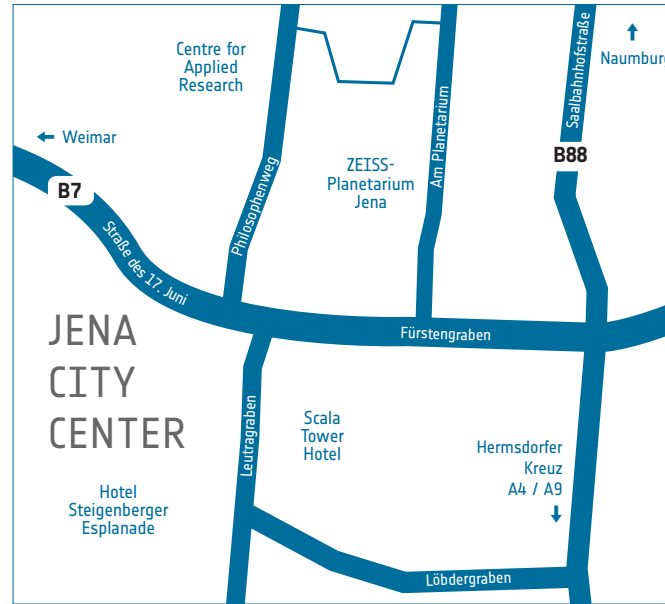 Centre for
Applied
Research
Naumburg
Weimar
B7
Straße des 17. Juni
Philosophenweg
ZEISS-
Planetarium
Jena
Am Planetarium
Saalbahnhofstraße
B88
Fürstengraben
JENA
CITY
CENTER
Leutragraben
Scala
Tower
Hotel
Hermsdorfer
Kreuz
A4 / A9
Hotel
Steigenberger
Esplanade
Löbdergraben